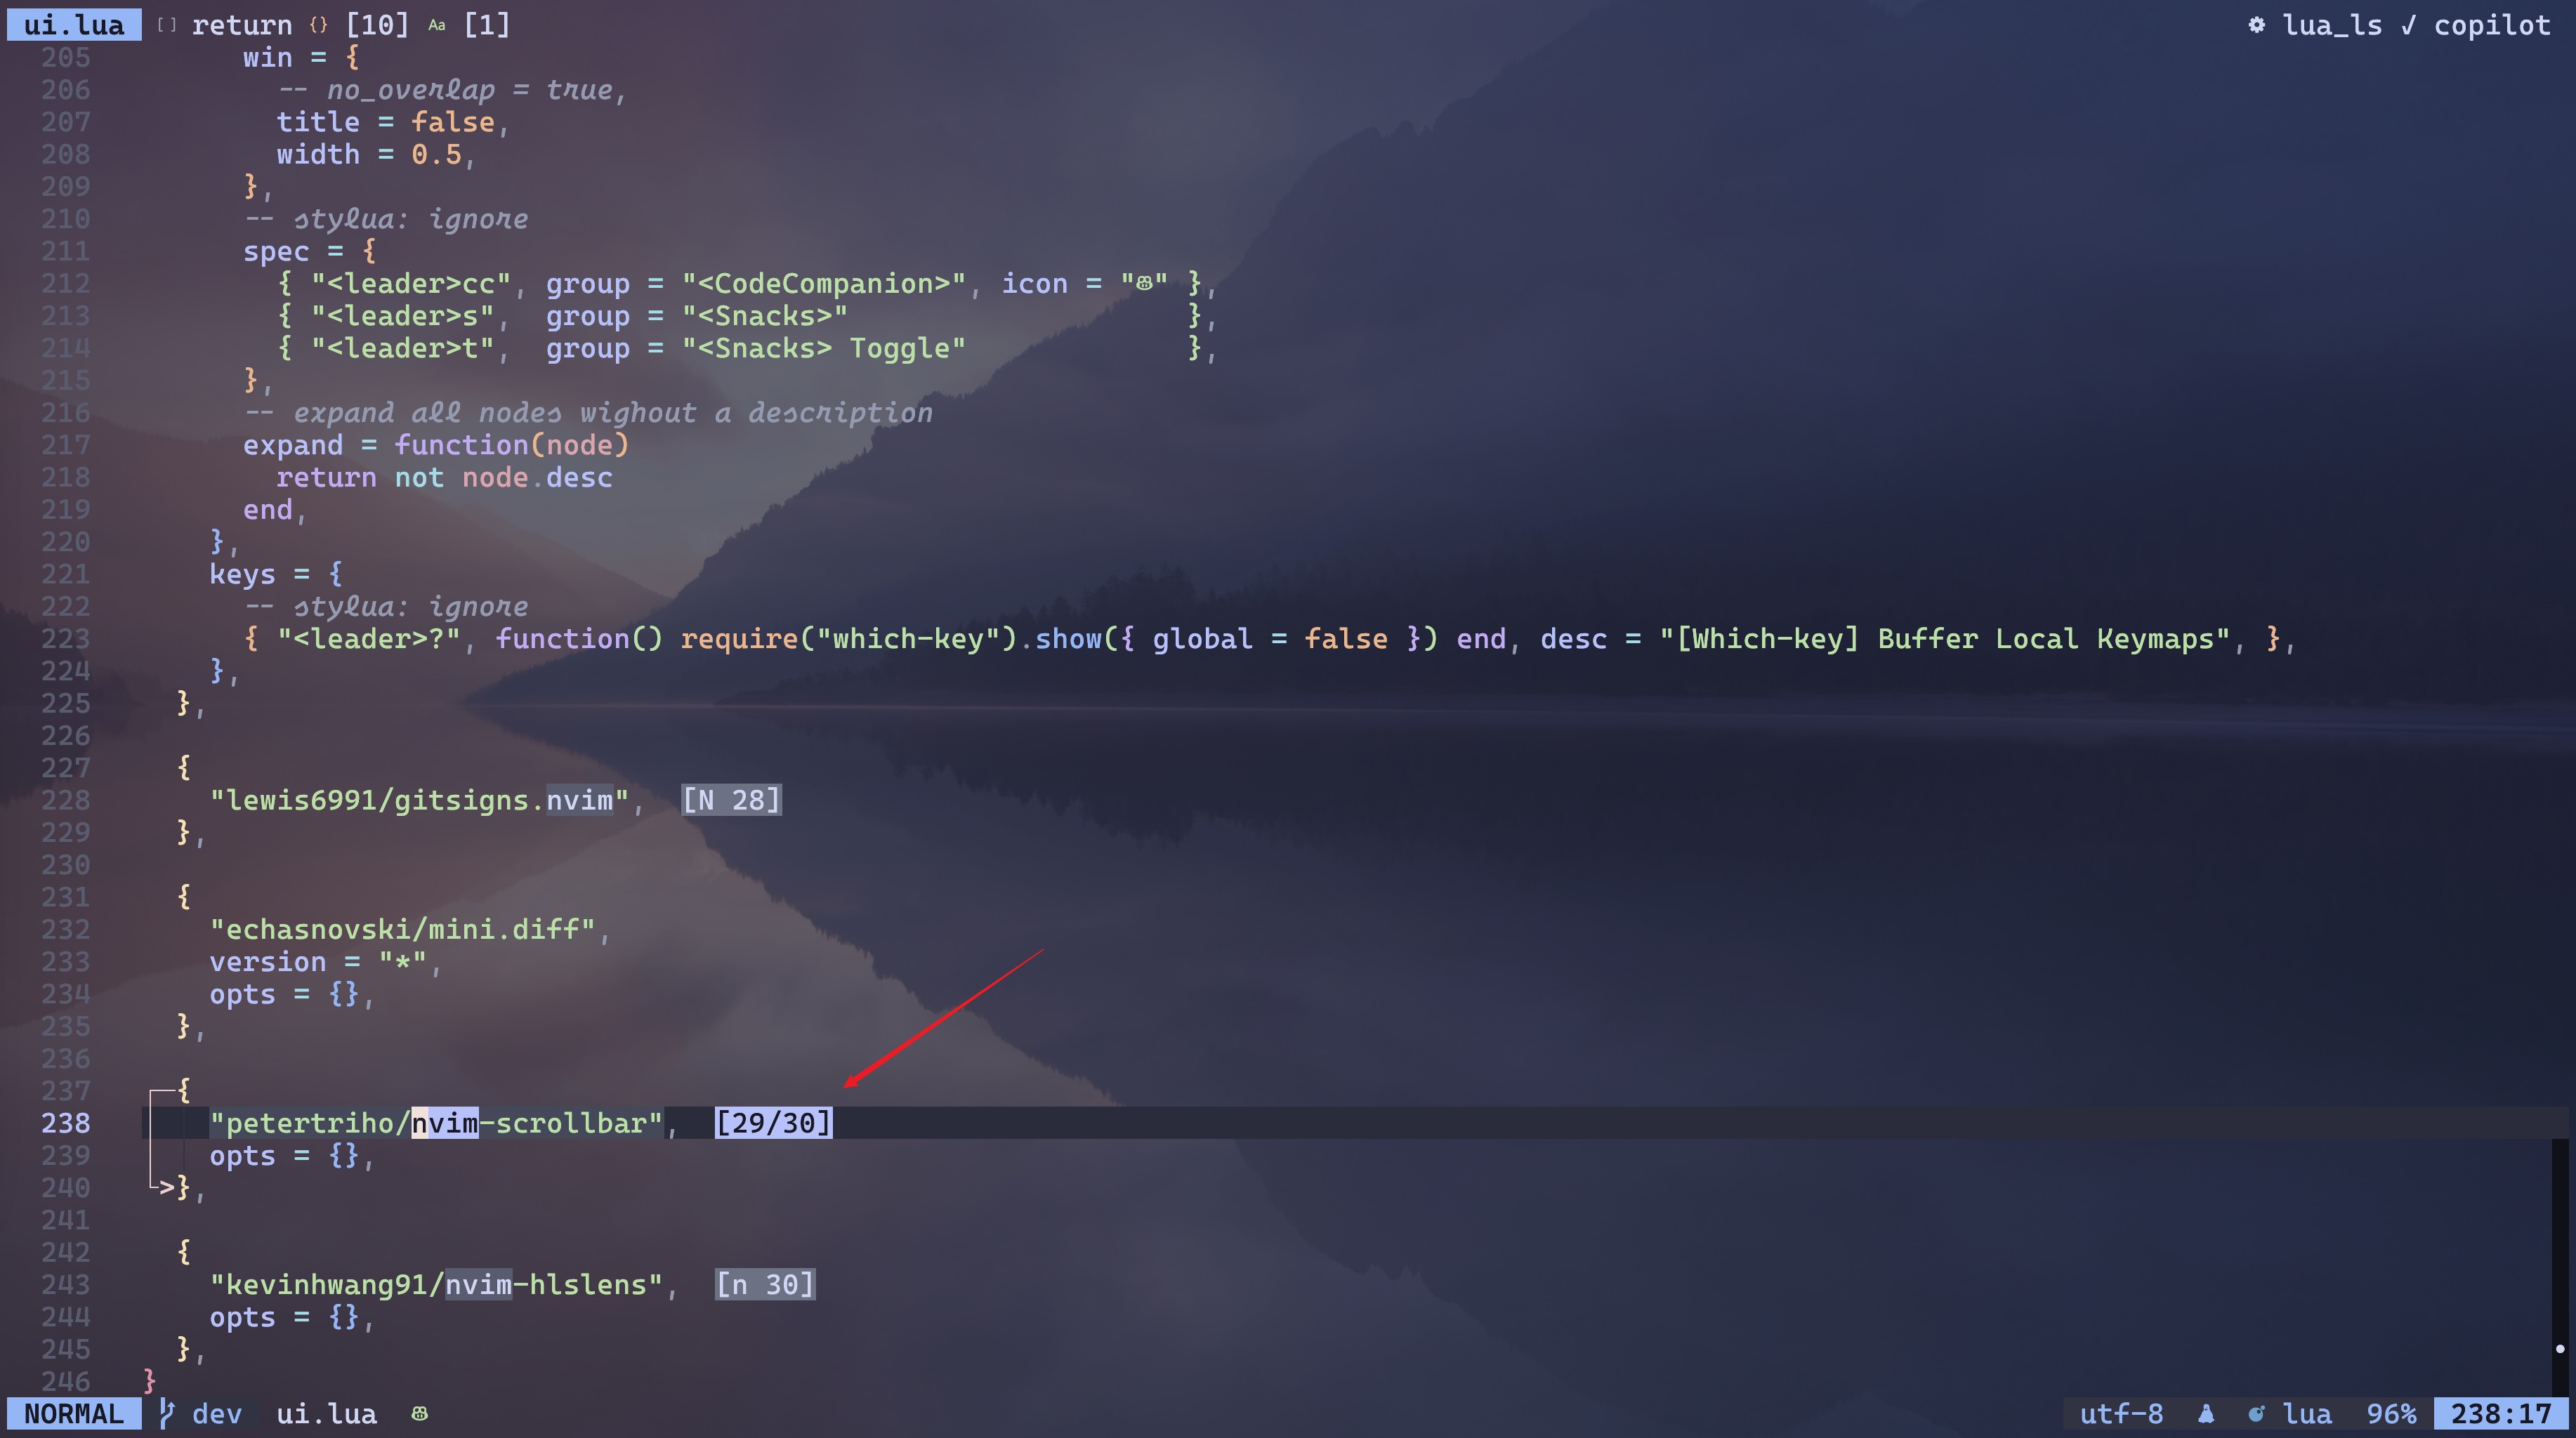 ui.lua [] return {} [10] Aa [1] lua_ls ✓ copilot
205 win = {
206 -- no_overlap = true,
207 title = false,
208 width = 0.5,
209 },
210 -- stylua: ignore
211 spec = {
212 { "<leader>cc", group = "<CodeCompanion>", icon = "" },
213 { "<leader>s", group = "<Snacks>" },
214 { "<leader>t", group = "<Snacks> Toggle" },
215 },
216 -- expand all nodes wighout a description
217 expand = function(node)
218 return not node.desc
219 end,
220 },
221 keys = {
222 -- stylua: ignore
223 { "<leader>?", function() require("which-key").show({ global = false }) end, desc = "[Which-key] Buffer Local Keymaps", },
224 },
225 },
226
227 {
228 "lewis6991/gitsigns.nvim", [N 28]
229 },
230
231 {
232 "echasnovski/mini.diff",
233 version = "*",
234 opts = {},
235 },
236
237 {
238 "petertriho/nvim-scrollbar", [29/30]
239 opts = {},
240 >},
241
242 {
243 "kevinhwang91/nvim-hlslens", [n 30]
244 opts = {},
245 },
246 }
NORMAL dev ui.lua utf-8 lua 96% 238:17